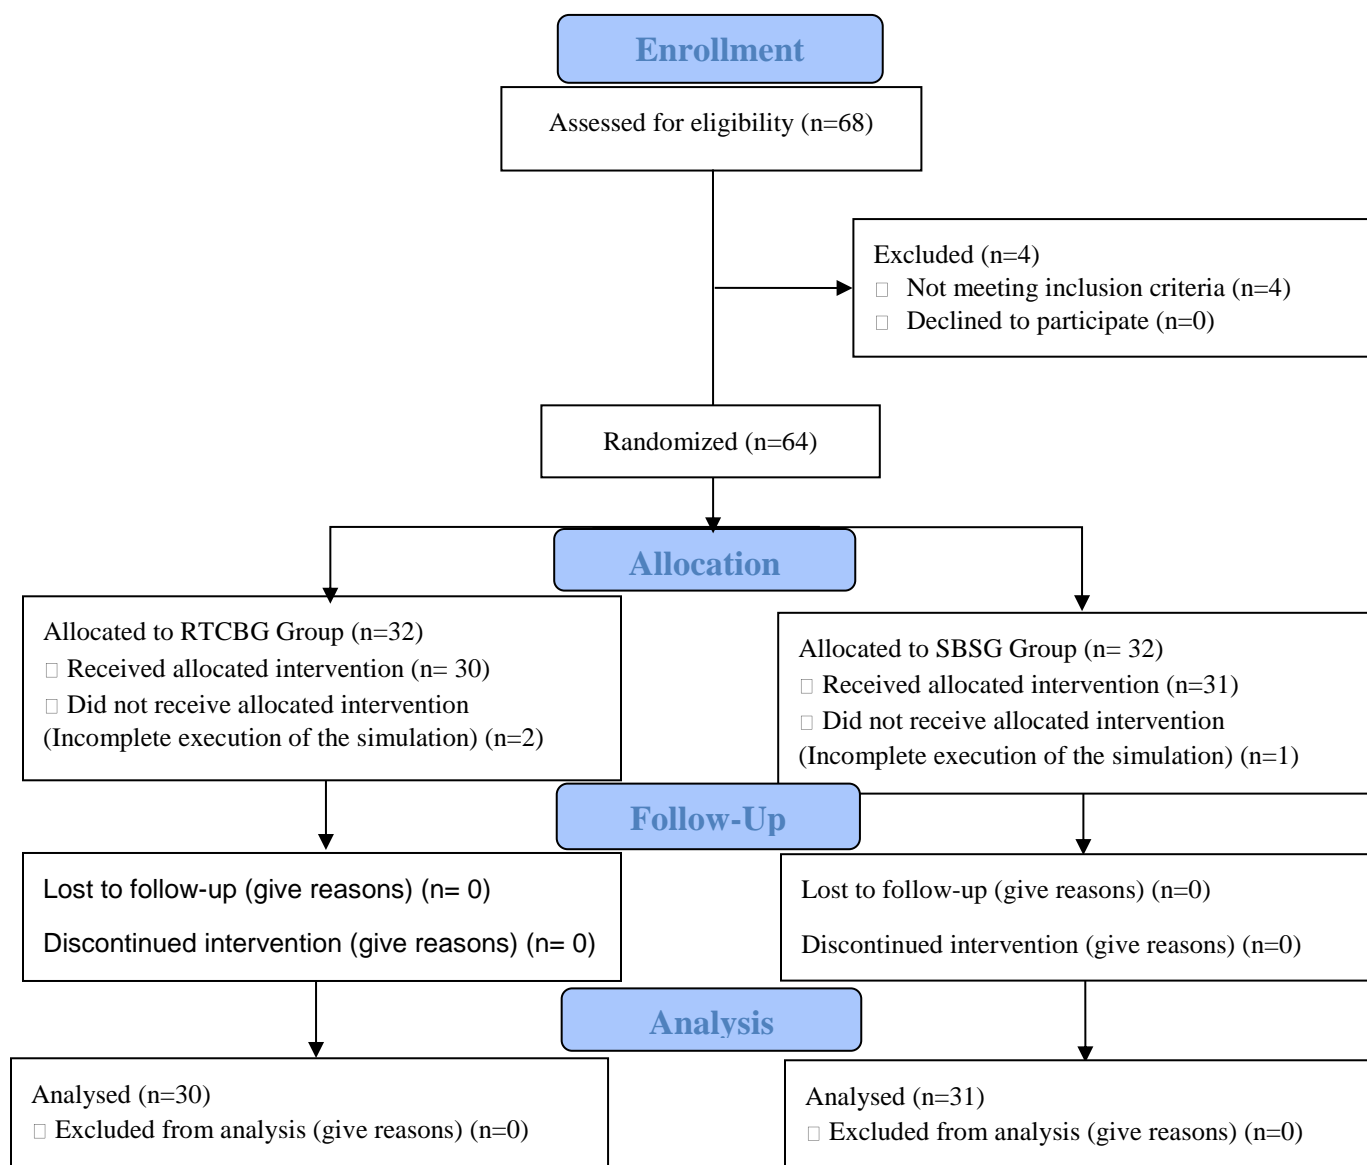 Enrollment
Assessed for eligibility (n=68)
Excluded (n=4)
□ Not meeting inclusion criteria (n=4)
□ Declined to participate (n=0)
Randomized (n=64)
Allocation
Allocated to RTCBG Group (n=32)
□ Received allocated intervention (n= 30)
□ Did not receive allocated intervention
(Incomplete execution of the simulation) (n=2)
Allocated to SBSG Group (n= 32)
□ Received allocated intervention (n=31)
□ Did not receive allocated intervention
(Incomplete execution of the simulation) (n=1)
Follow-Up
Lost to follow-up (give reasons) (n= 0)
Discontinued intervention (give reasons) (n= 0)
Lost to follow-up (give reasons) (n=0)
Discontinued intervention (give reasons) (n=0)
Analysis
Analysed (n=30)
□ Excluded from analysis (give reasons) (n=0)
Analysed (n=31)
□ Excluded from analysis (give reasons) (n=0)